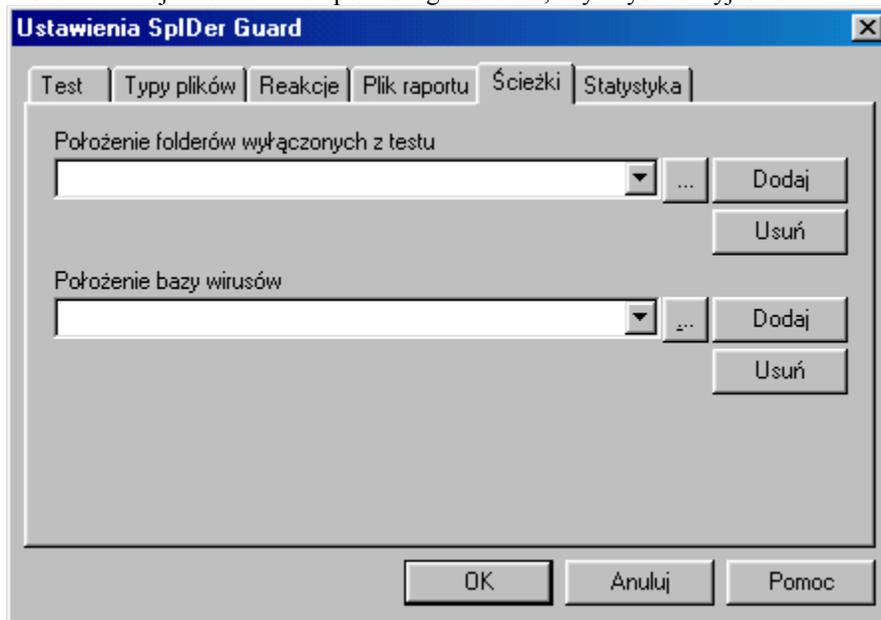 Ustawienia SpIDer Guard
Test Typy plików Reakcje Plik raportu Ścieżki Statystyka
Położenie folderów wyłączonych z testu
... Dodaj
Usuń
Położenie bazy wirusów
... Dodaj
Usuń
OK Anuluj Pomoc